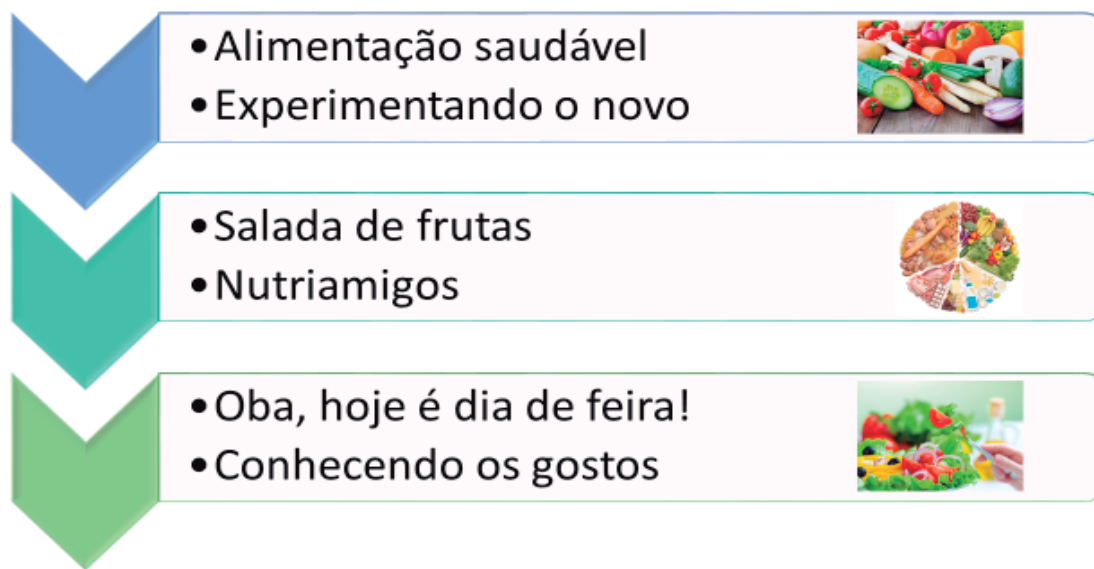 •Alimentação saudável
•Experimentando o novo
•Salada de frutas
•Nutriamigos
•Oba, hoje é dia de feira!
•Conhecendo os gostos